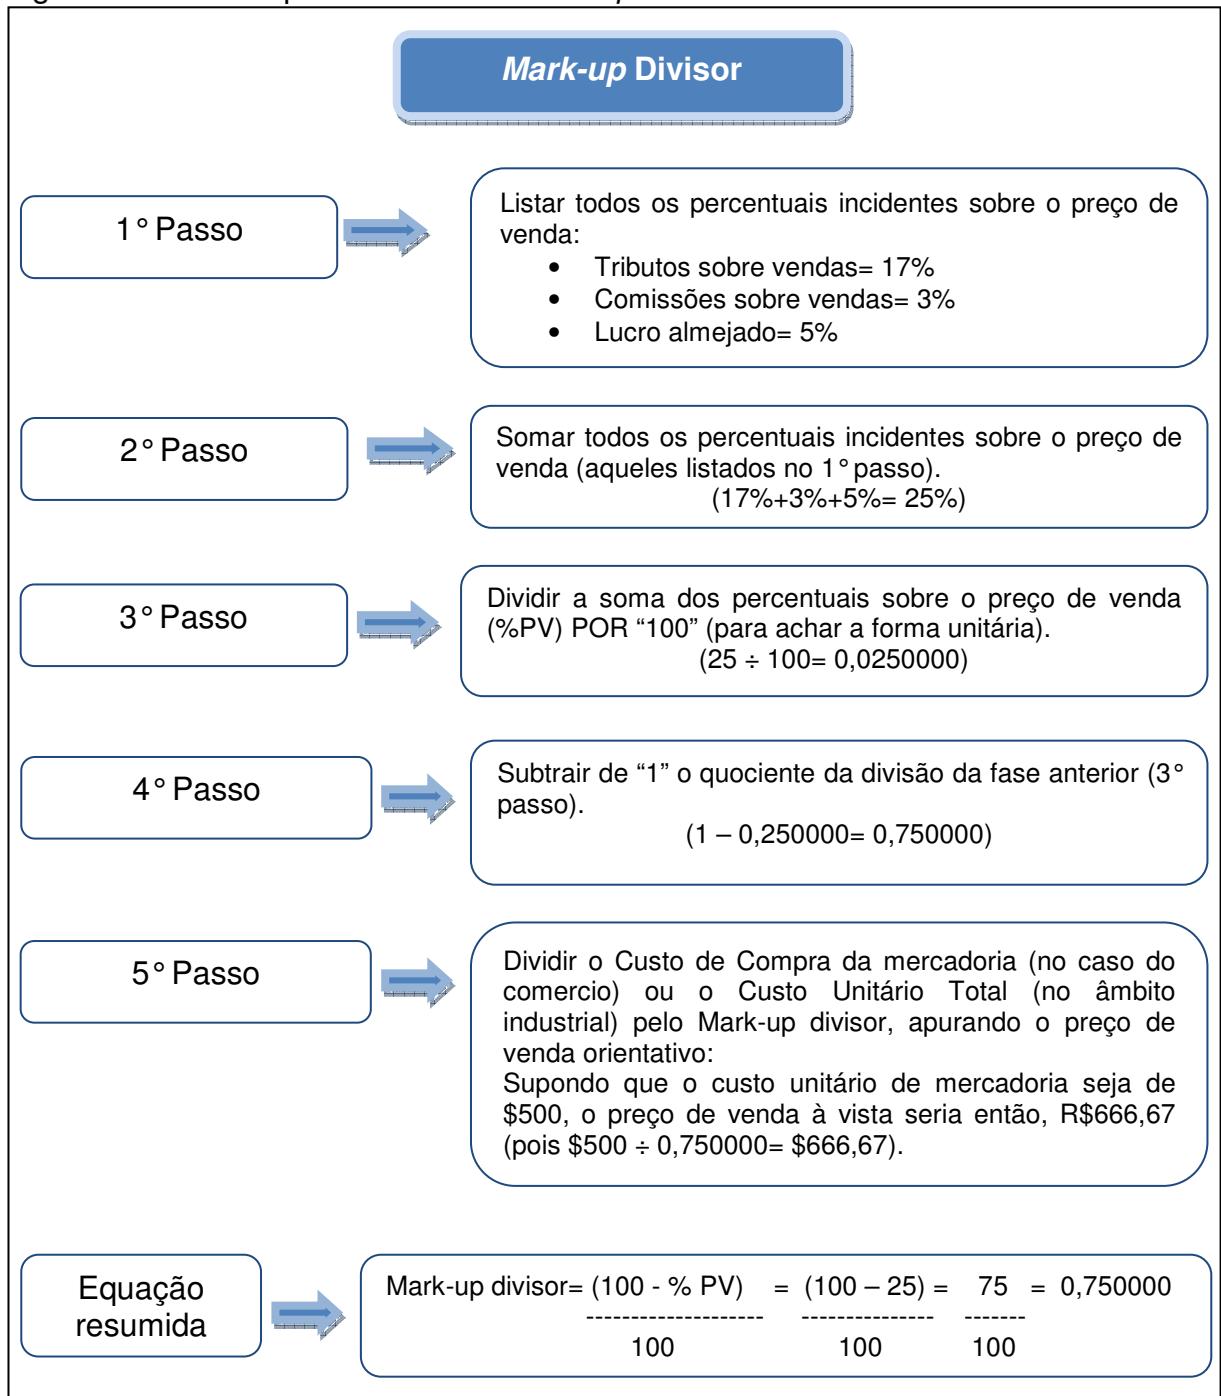 Mark-up Divisor
1° Passo
Listar todos os percentuais incidentes sobre o preço de
venda:
• Tributos sobre vendas= 17%
• Comissões sobre vendas= 3%
• Lucro almejado= 5%
2° Passo
Somar todos os percentuais incidentes sobre o preço de
venda (aqueles listados no 1° passo).
(17%+3%+5%= 25%)
3° Passo
Dividir a soma dos percentuais sobre o preço de venda
(%PV) POR “100” (para achar a forma unitária).
(25 ÷ 100= 0,0250000)
4° Passo
Subtrair de “1” o quociente da divisão da fase anterior (3°
passo).
(1 – 0,250000= 0,750000)
5° Passo
Dividir o Custo de Compra da mercadoria (no caso do
comercio) ou o Custo Unitário Total (no âmbito
industrial) pelo Mark-up divisor, apurando o preço de
venda orientativo:
Supondo que o custo unitário de mercadoria seja de
$500, o preço de venda à vista seria então, R$666,67
(pois $500 ÷ 0,750000= $666,67).
Equação
resumida
Mark-up divisor= (100 - % PV) = (100 – 25) = 75 = 0,750000
--------------------- --------------- -------
100 100 100